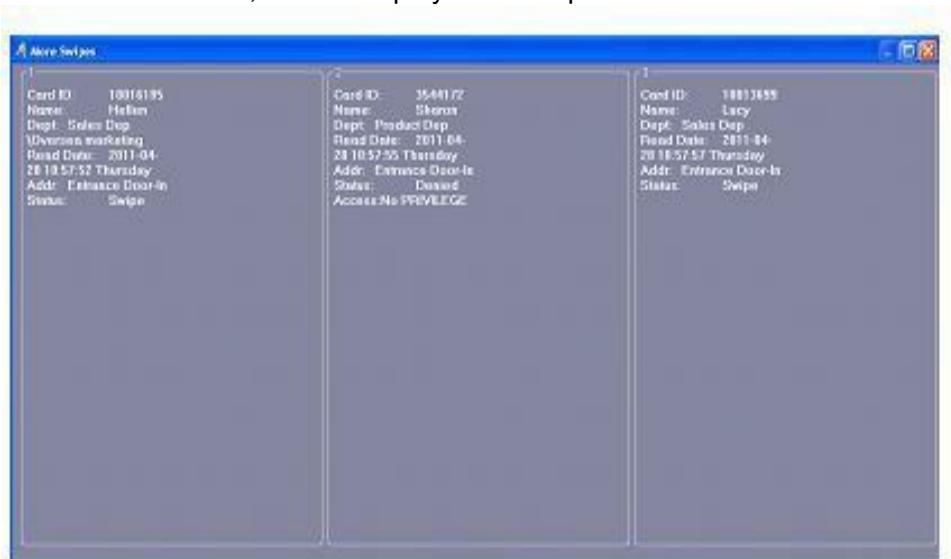 More Swipes
1
Card ID: 10016195
Name: Hellen
Dept: Sales Dep
\Oversea marketing
Read Date: 2011-04-
28 10:57:52 Thursday
Addr: Entrance Door-In
Status: Swipe
2
Card ID: 3544172
Name: Sharon
Dept: Product Dep
Read Date: 2011-04-
28 10:57:55 Thursday
Addr: Entrance Door-In
Status: Denied
Access:No PRIVILEGE
3
Card ID: 10013699
Name: Lucy
Dept: Sales Dep
Read Date: 2011-04-
28 10:57:57 Thursday
Addr: Entrance Door-In
Status: Swipe